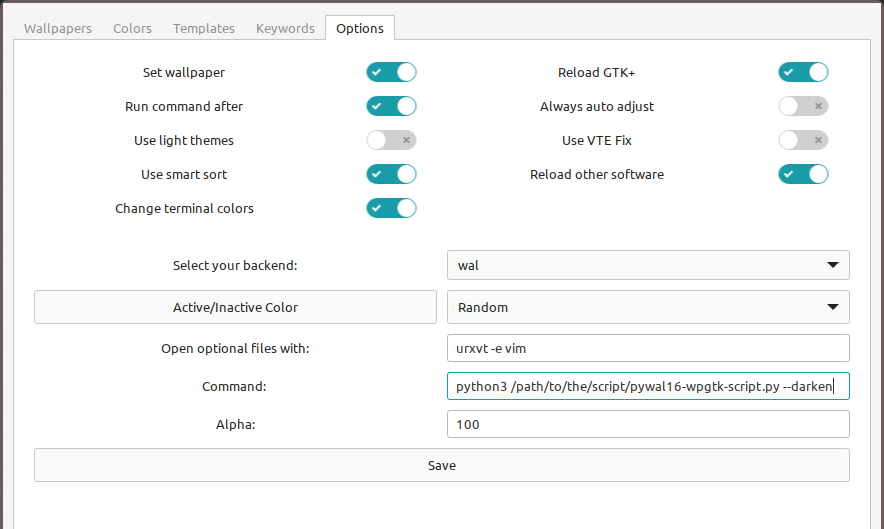 Wallpapers Colors Templates Keywords Options
Set wallpaper Reload GTK+
Run command after Always auto adjust
Use light themes Use VTE Fix
Use smart sort Reload other software
Change terminal colors
Select your backend: wal
Active/Inactive Color Random
Open optional files with: urxvt -e vim
Command: python3 /path/to/the/script/pywal16-wpgtk-script.py --darken
Alpha: 100
Save